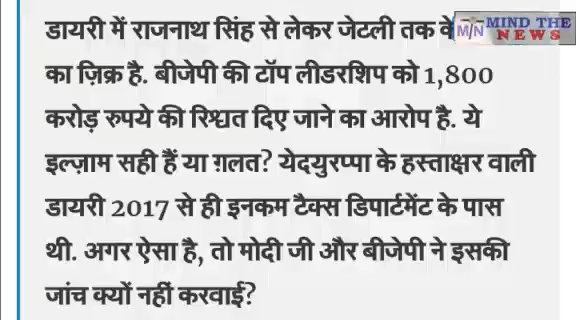 डायरी में राजनाथ सिंह से लेकर जेटली तक के
MIND THE
MN
NEWS
का ज़िक्र है. बीजेपी की टॉप लीडरशिप को 1,800
करोड़ रुपये की रिश्वत दिए जाने का आरोप है. ये
इल्ज़ाम सही हैं या ग़लत? येदयुरप्पा के हस्ताक्षर वाली
डायरी 2017 से ही इनकम टैक्स डिपार्टमेंट के पास
थी. अगर ऐसा है, तो मोदी जी और बीजेपी ने इसकी
जांच क्यों नहीं करवाई?